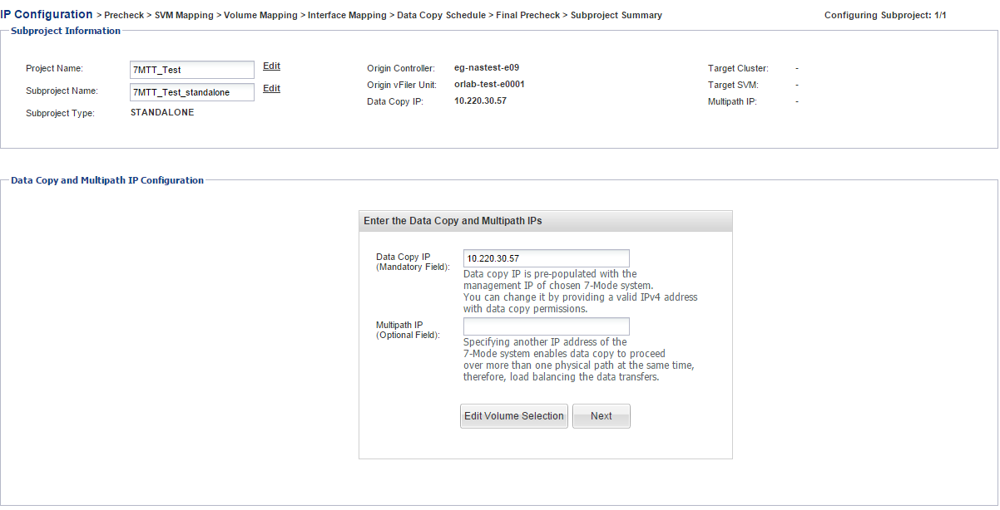 IP Configuration > Precheck > SVM Mapping > Volume Mapping > Interface Mapping > Data Copy Schedule > Final Precheck > Subproject Summary Configuring Subproject: 1/1
Subproject Information
Project Name: 7MTT_Test Edit Origin Controller: eg-nastest-e09 Target Cluster: -
Origin vFiler Unit: orlab-test-e0001 Target SVM: -
Subproject Name: 7MTT_Test_standalone Edit
Data Copy IP: 10.220.30.57 Multipath IP: -
Subproject Type: STANDALONE
Data Copy and Multipath IP Configuration
Enter the Data Copy and Multipath IPs
Data Copy IP
(Mandatory Field):
10.220.30.57
Data copy IP is pre-populated with the
management IP of chosen 7-Mode system.
You can change it by providing a valid IPv4 address
with data copy permissions.
Multipath IP
(Optional Field):
Specifying another IP address of the
7-Mode system enables data copy to proceed
over more than one physical path at the same time,
therefore, load balancing the data transfers.
Edit Volume Selection Next